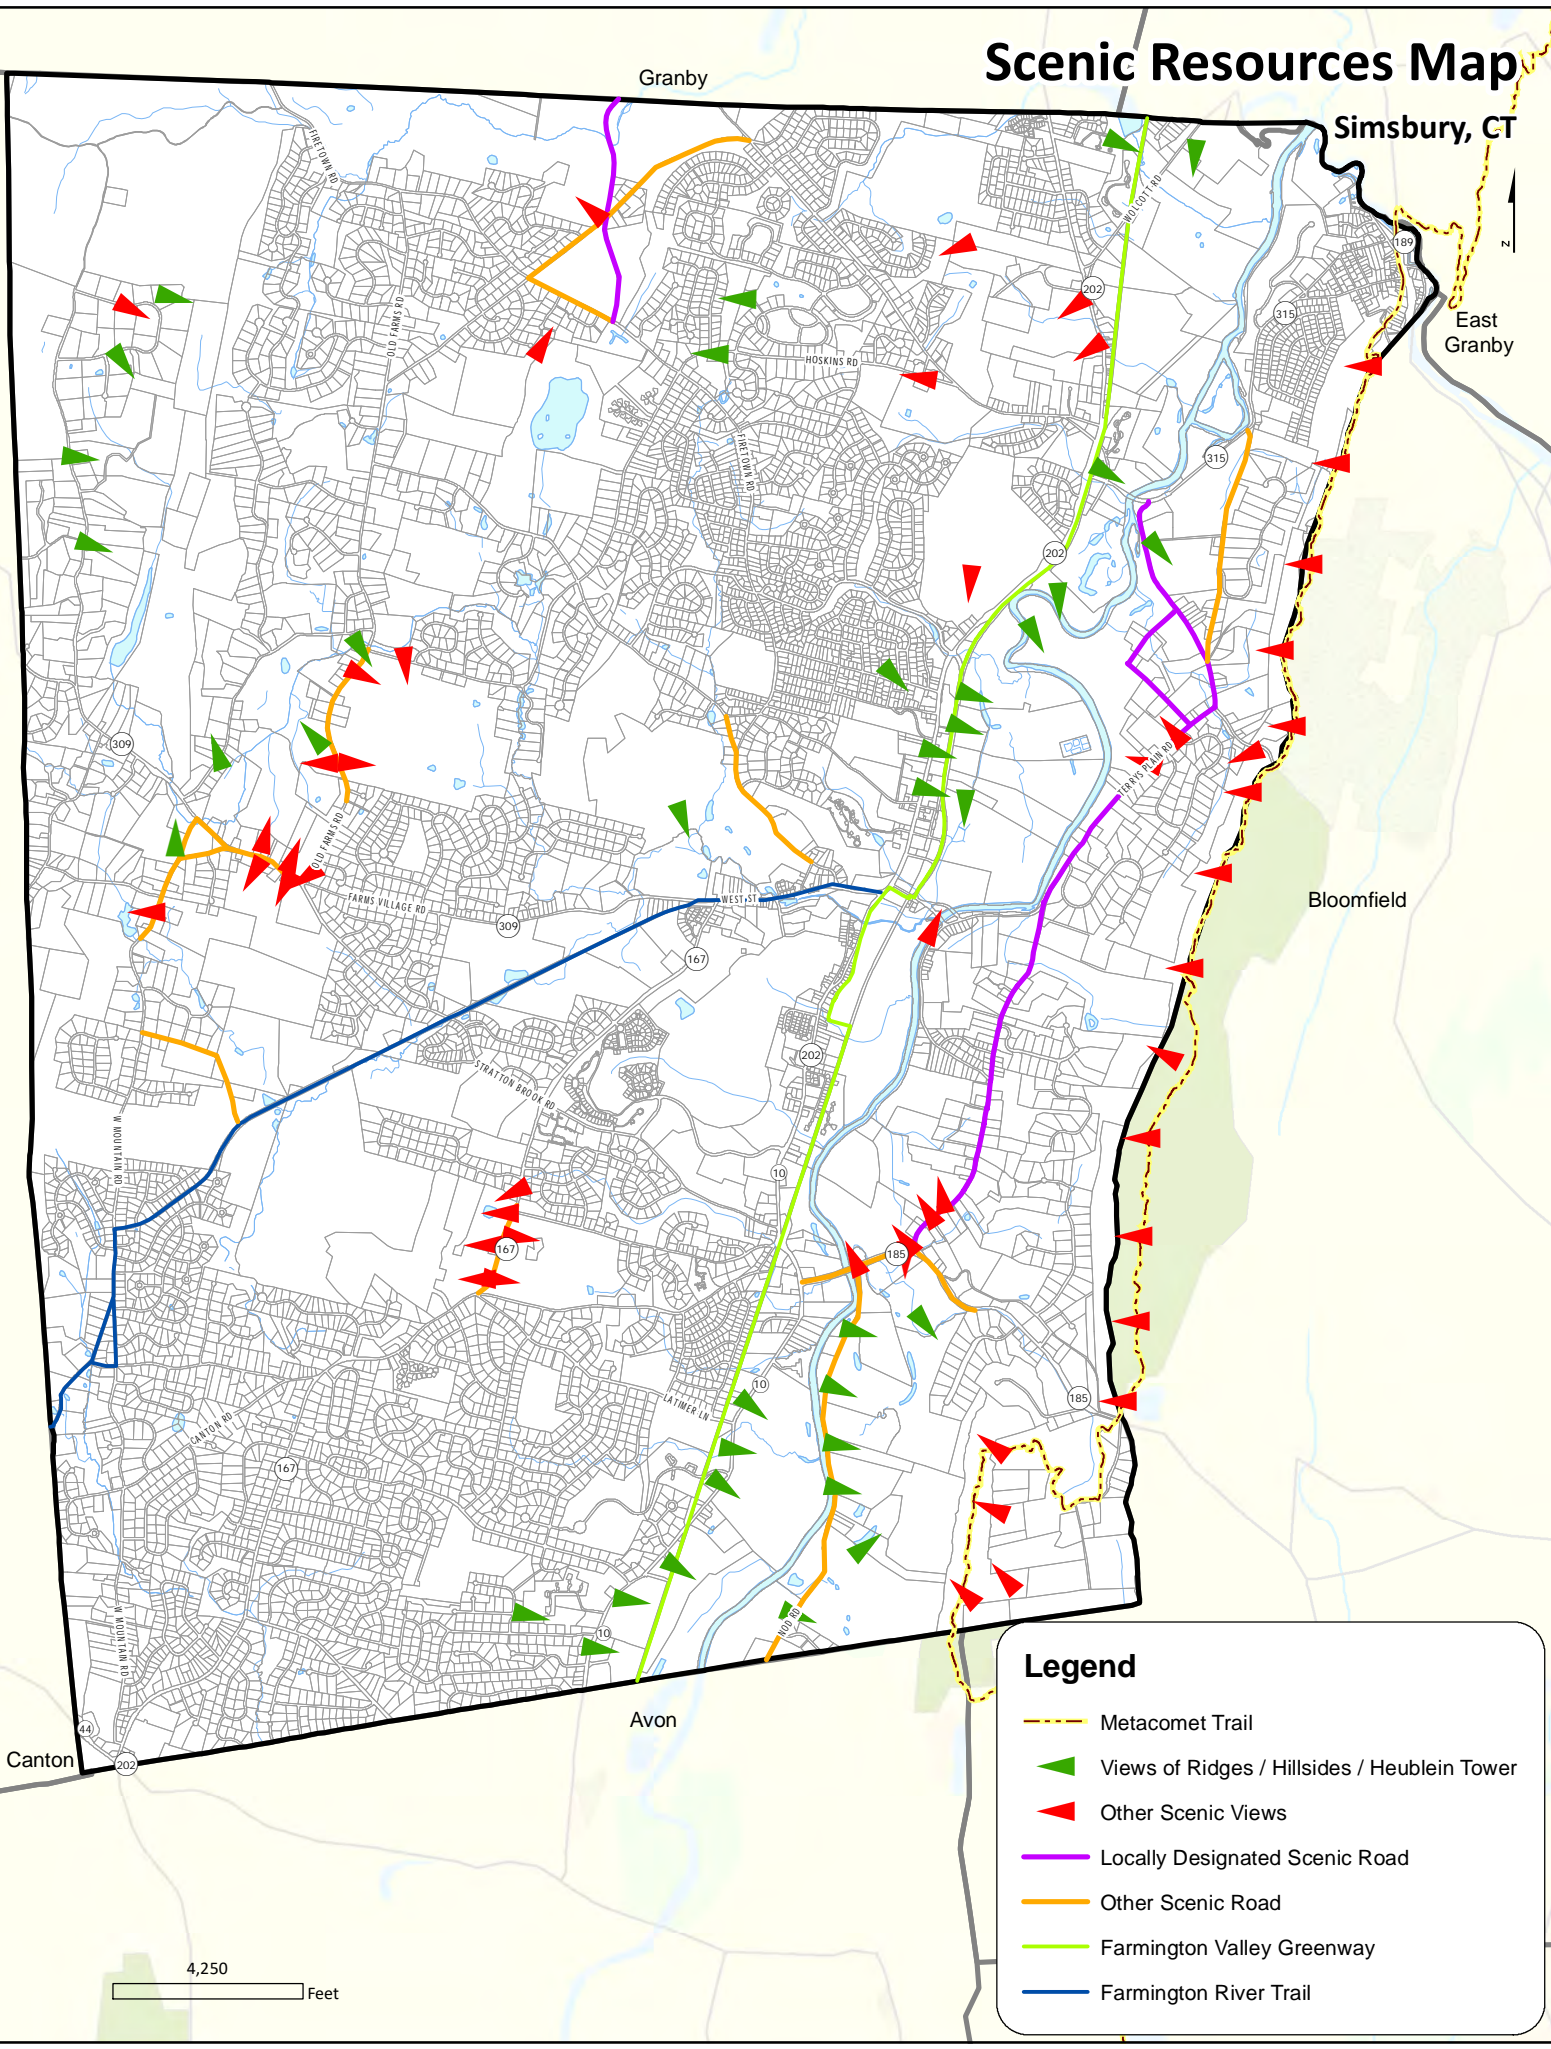 Scenic Resources Map
Simsbury, CT
Granby
N
FIRETOWN RD
WOLCOTT RD
189
202
315
East
Granby
OLD FARMS RD
HOSKINS RD
FIRETOWN RD
315
202
309
TERRYS PLAIN RD
OLD FARMS RD
FARMS VILLAGE RD
309
WEST ST
Bloomfield
167
202
STRATTON BROOK RD
W MOUNTAIN RD
10
167
185
10
185
LATIMER LN
CANTON RD
167
W MOUNTAIN RD
10
NOD RD
Avon
44
Canton
202
Legend
Metacomet Trail
Views of Ridges / Hillsides / Heublein Tower
Other Scenic Views
Locally Designated Scenic Road
Other Scenic Road
Farmington Valley Greenway
Farmington River Trail
4,250
Feet